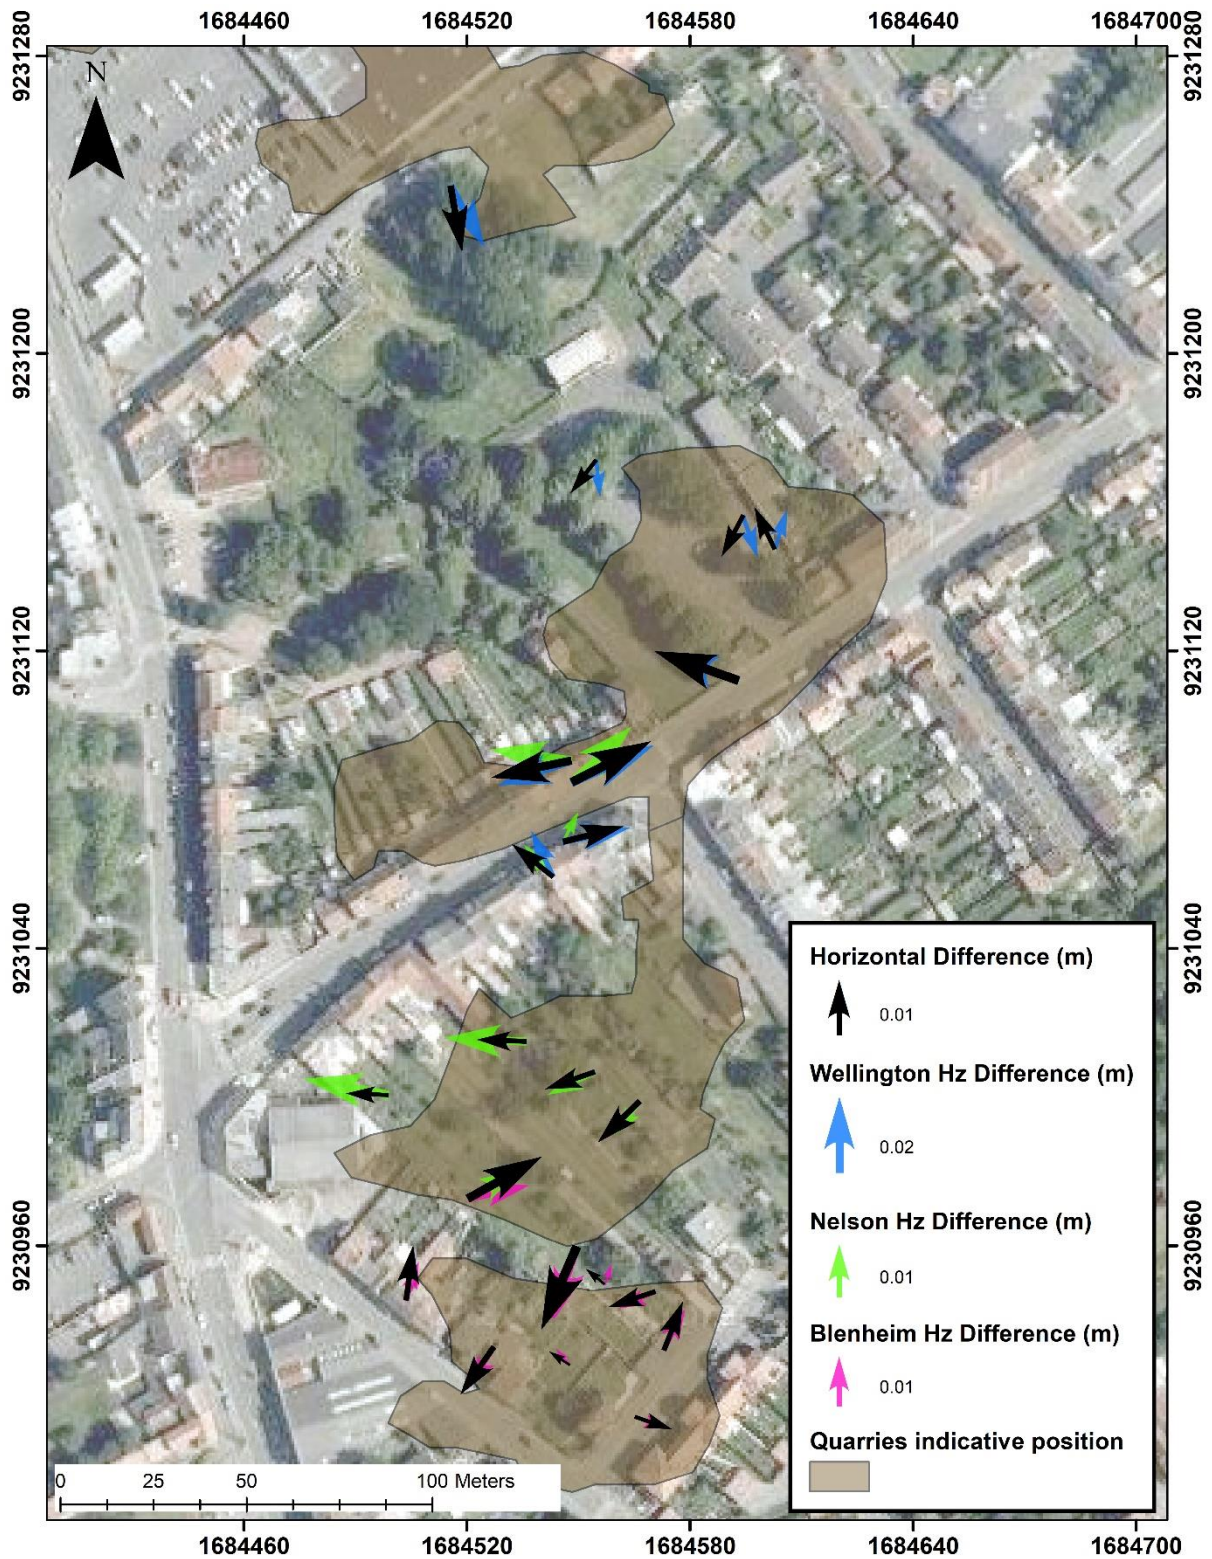 1684460 1684520 1684580 1684640 1684700
9231280 9231280
N
9231200 9231200
9231120 9231120
9231040 9231040
Horizontal Difference (m)
0.01
Wellington Hz Difference (m)
0.02
Nelson Hz Difference (m)
0.01
9230960 9230960
Blenheim Hz Difference (m)
0.01
Quarries indicative position
0 25 50 100 Meters
1684460 1684520 1684580 1684640 1684700